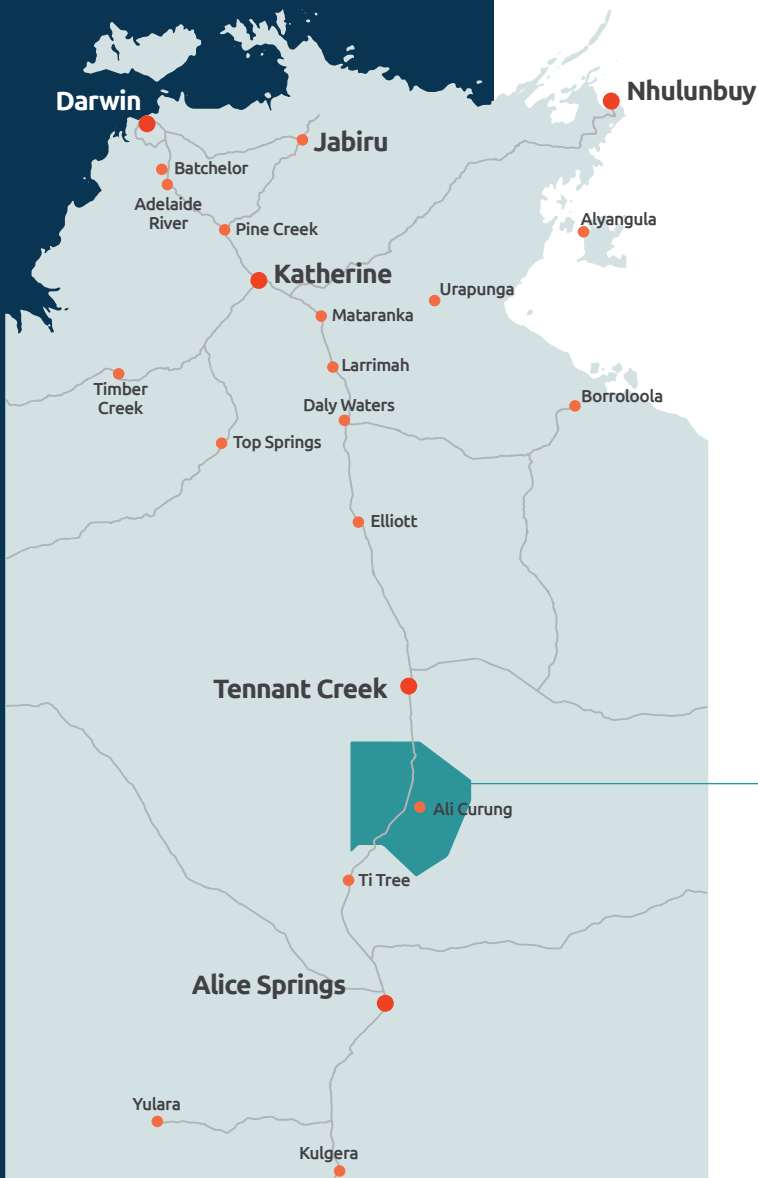 Nhulunbuy
Darwin
Jabiru
Batchelor
Adelaide
River
Alyangula
Pine Creek
Katherine
Urapunga
Mataranka
Larrimah
Timber
Creek
Borroloola
Daly Waters
Top Springs
Elliott
Tennant Creek
Ali Curung
Ti Tree
Alice Springs
Yulara
Kulgera